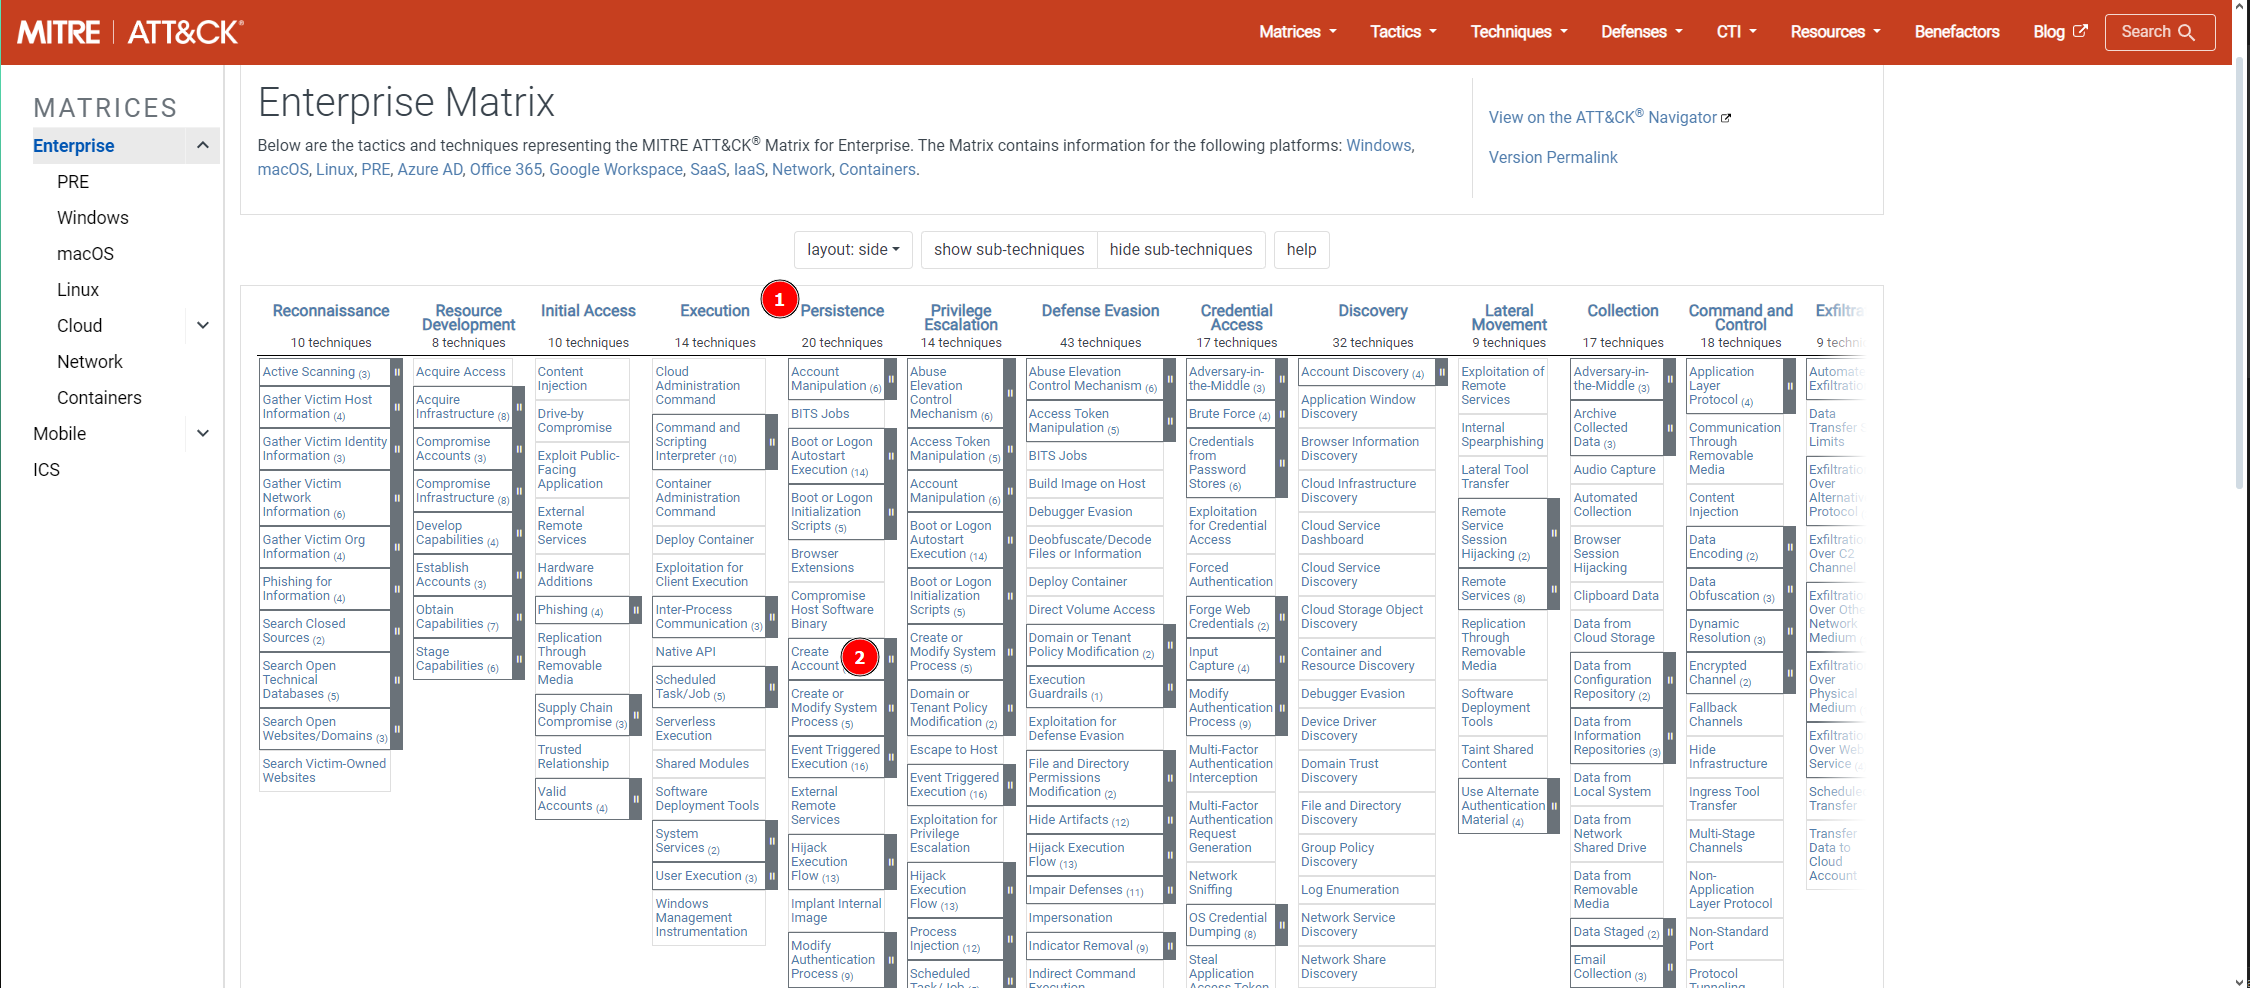 MITRE | ATT&CK®
Matrices
Tactics
Techniques
Defenses
CTI
Resources
Benefactors
Blog
Search
MATRICES
Enterprise
PRE
Windows
macOS
Linux
Cloud
Network
Containers
Mobile
ICS
Enterprise Matrix
Below are the tactics and techniques representing the MITRE ATT&CK® Matrix for Enterprise. The Matrix contains information for the following platforms: Windows,
macOS, Linux, PRE, Azure AD, Office 365, Google Workspace, SaaS, IaaS, Network, Containers.
View on the ATT&CK® Navigator
Version Permalink
layout: side
show sub-techniques
hide sub-techniques
help
1
2
Reconnaissance
10 techniques
Active Scanning (3)
Gather Victim Host
Information (4)
Gather Victim Identity
Information (3)
Gather Victim
Network
Information (6)
Gather Victim Org
Information (4)
Phishing for
Information (4)
Search Closed
Sources (2)
Search Open
Technical
Databases (5)
Search Open
Websites/Domains (3)
Search Victim-Owned
Websites
Resource
Development
8 techniques
Acquire Access
Acquire
Infrastructure (8)
Compromise
Accounts (3)
Compromise
Infrastructure (8)
Develop
Capabilities (4)
Establish
Accounts (3)
Obtain
Capabilities (7)
Stage
Capabilities (6)
Initial Access
10 techniques
Content
Injection
Drive-by
Compromise
Exploit Public-
Facing
Application
External
Remote
Services
Hardware
Additions
Phishing (4)
Replication
Through
Removable
Media
Supply Chain
Compromise (3)
Trusted
Relationship
Valid
Accounts (4)
Execution
14 techniques
Cloud
Administration
Command
Command and
Scripting
Interpreter (10)
Container
Administration
Command
Deploy Container
Exploitation for
Client Execution
Inter-Process
Communication (3)
Native API
Scheduled
Task/Job (5)
Serverless
Execution
Shared Modules
Software
Deployment Tools
System
Services (2)
User Execution (3)
Windows
Management
Instrumentation
Persistence
20 techniques
Account
Manipulation (6)
BITS Jobs
Boot or Logon
Autostart
Execution (14)
Boot or Logon
Initialization
Scripts (5)
Browser
Extensions
Compromise
Host Software
Binary
Create
Account
Create or
Modify System
Process (5)
Event Triggered
Execution (16)
External
Remote
Services
Hijack
Execution
Flow (13)
Implant Internal
Image
Modify
Authentication
Process (9)
Privilege
Escalation
14 techniques
Abuse
Elevation
Control
Mechanism (6)
Access Token
Manipulation (5)
Account
Manipulation (6)
Boot or Logon
Autostart
Execution (14)
Boot or Logon
Initialization
Scripts (5)
Create or
Modify System
Process (5)
Domain or
Tenant Policy
Modification (2)
Escape to Host
Event Triggered
Execution (16)
Exploitation for
Privilege
Escalation
Hijack
Execution
Flow (13)
Process
Injection (12)
Scheduled
Task/Job
Defense Evasion
43 techniques
Abuse Elevation
Control Mechanism (6)
Access Token
Manipulation (5)
BITS Jobs
Build Image on Host
Debugger Evasion
Deobfuscate/Decode
Files or Information
Deploy Container
Direct Volume Access
Domain or Tenant
Policy Modification (2)
Execution
Guardrails (1)
Exploitation for
Defense Evasion
File and Directory
Permissions
Modification (2)
Hide Artifacts (12)
Hijack Execution
Flow (13)
Impair Defenses (11)
Impersonation
Indicator Removal (9)
Indirect Command
Execution
Credential
Access
17 techniques
Adversary-in-
the-Middle (3)
Brute Force (4)
Credentials
from
Password
Stores (6)
Exploitation
for Credential
Access
Forced
Authentication
Forge Web
Credentials (2)
Input
Capture (4)
Modify
Authentication
Process (9)
Multi-Factor
Authentication
Interception
Multi-Factor
Authentication
Request
Generation
Network
Sniffing
OS Credential
Dumping (8)
Steal
Application
Access Token
Discovery
32 techniques
Account Discovery (4)
Application Window
Discovery
Browser Information
Discovery
Cloud Infrastructure
Discovery
Cloud Service
Dashboard
Cloud Service
Discovery
Cloud Storage Object
Discovery
Container and
Resource Discovery
Debugger Evasion
Device Driver
Discovery
Domain Trust
Discovery
File and Directory
Discovery
Group Policy
Discovery
Log Enumeration
Network Service
Discovery
Network Share
Discovery
Lateral
Movement
9 techniques
Exploitation of
Remote
Services
Internal
Spearphishing
Lateral Tool
Transfer
Remote
Service
Session
Hijacking (2)
Remote
Services (8)
Replication
Through
Removable
Media
Software
Deployment
Tools
Taint Shared
Content
Use Alternate
Authentication
Material (4)
Collection
17 techniques
Adversary-in-
the-Middle (3)
Archive
Collected
Data (3)
Audio Capture
Automated
Collection
Browser
Session
Hijacking
Clipboard Data
Data from
Cloud Storage
Data from
Configuration
Repository (2)
Data from
Information
Repositories (3)
Data from
Local System
Data from
Network
Shared Drive
Data from
Removable
Media
Data Staged (2)
Email
Collection (3)
Command and
Control
18 techniques
Application
Layer
Protocol (4)
Communication
Through
Removable
Media
Content
Injection
Data
Encoding (2)
Data
Obfuscation (3)
Dynamic
Resolution (3)
Encrypted
Channel (2)
Fallback
Channels
Hide
Infrastructure
Ingress Tool
Transfer
Multi-Stage
Channels
Non-
Application
Layer Protocol
Non-Standard
Port
Protocol
Tunneling
Exfiltra
9 techni
Automate
Exfiltratio
Data
Transfer
Limits
Exfiltratio
Over
Alternativ
Protocol
Exfiltratio
Over C2
Channel
Exfiltratio
Over Othe
Network
Medium
Exfiltratio
Over
Physical
Medium
Exfiltratio
Over Web
Service
Schedule
Transfer
Transfer
Data to
Cloud
Account